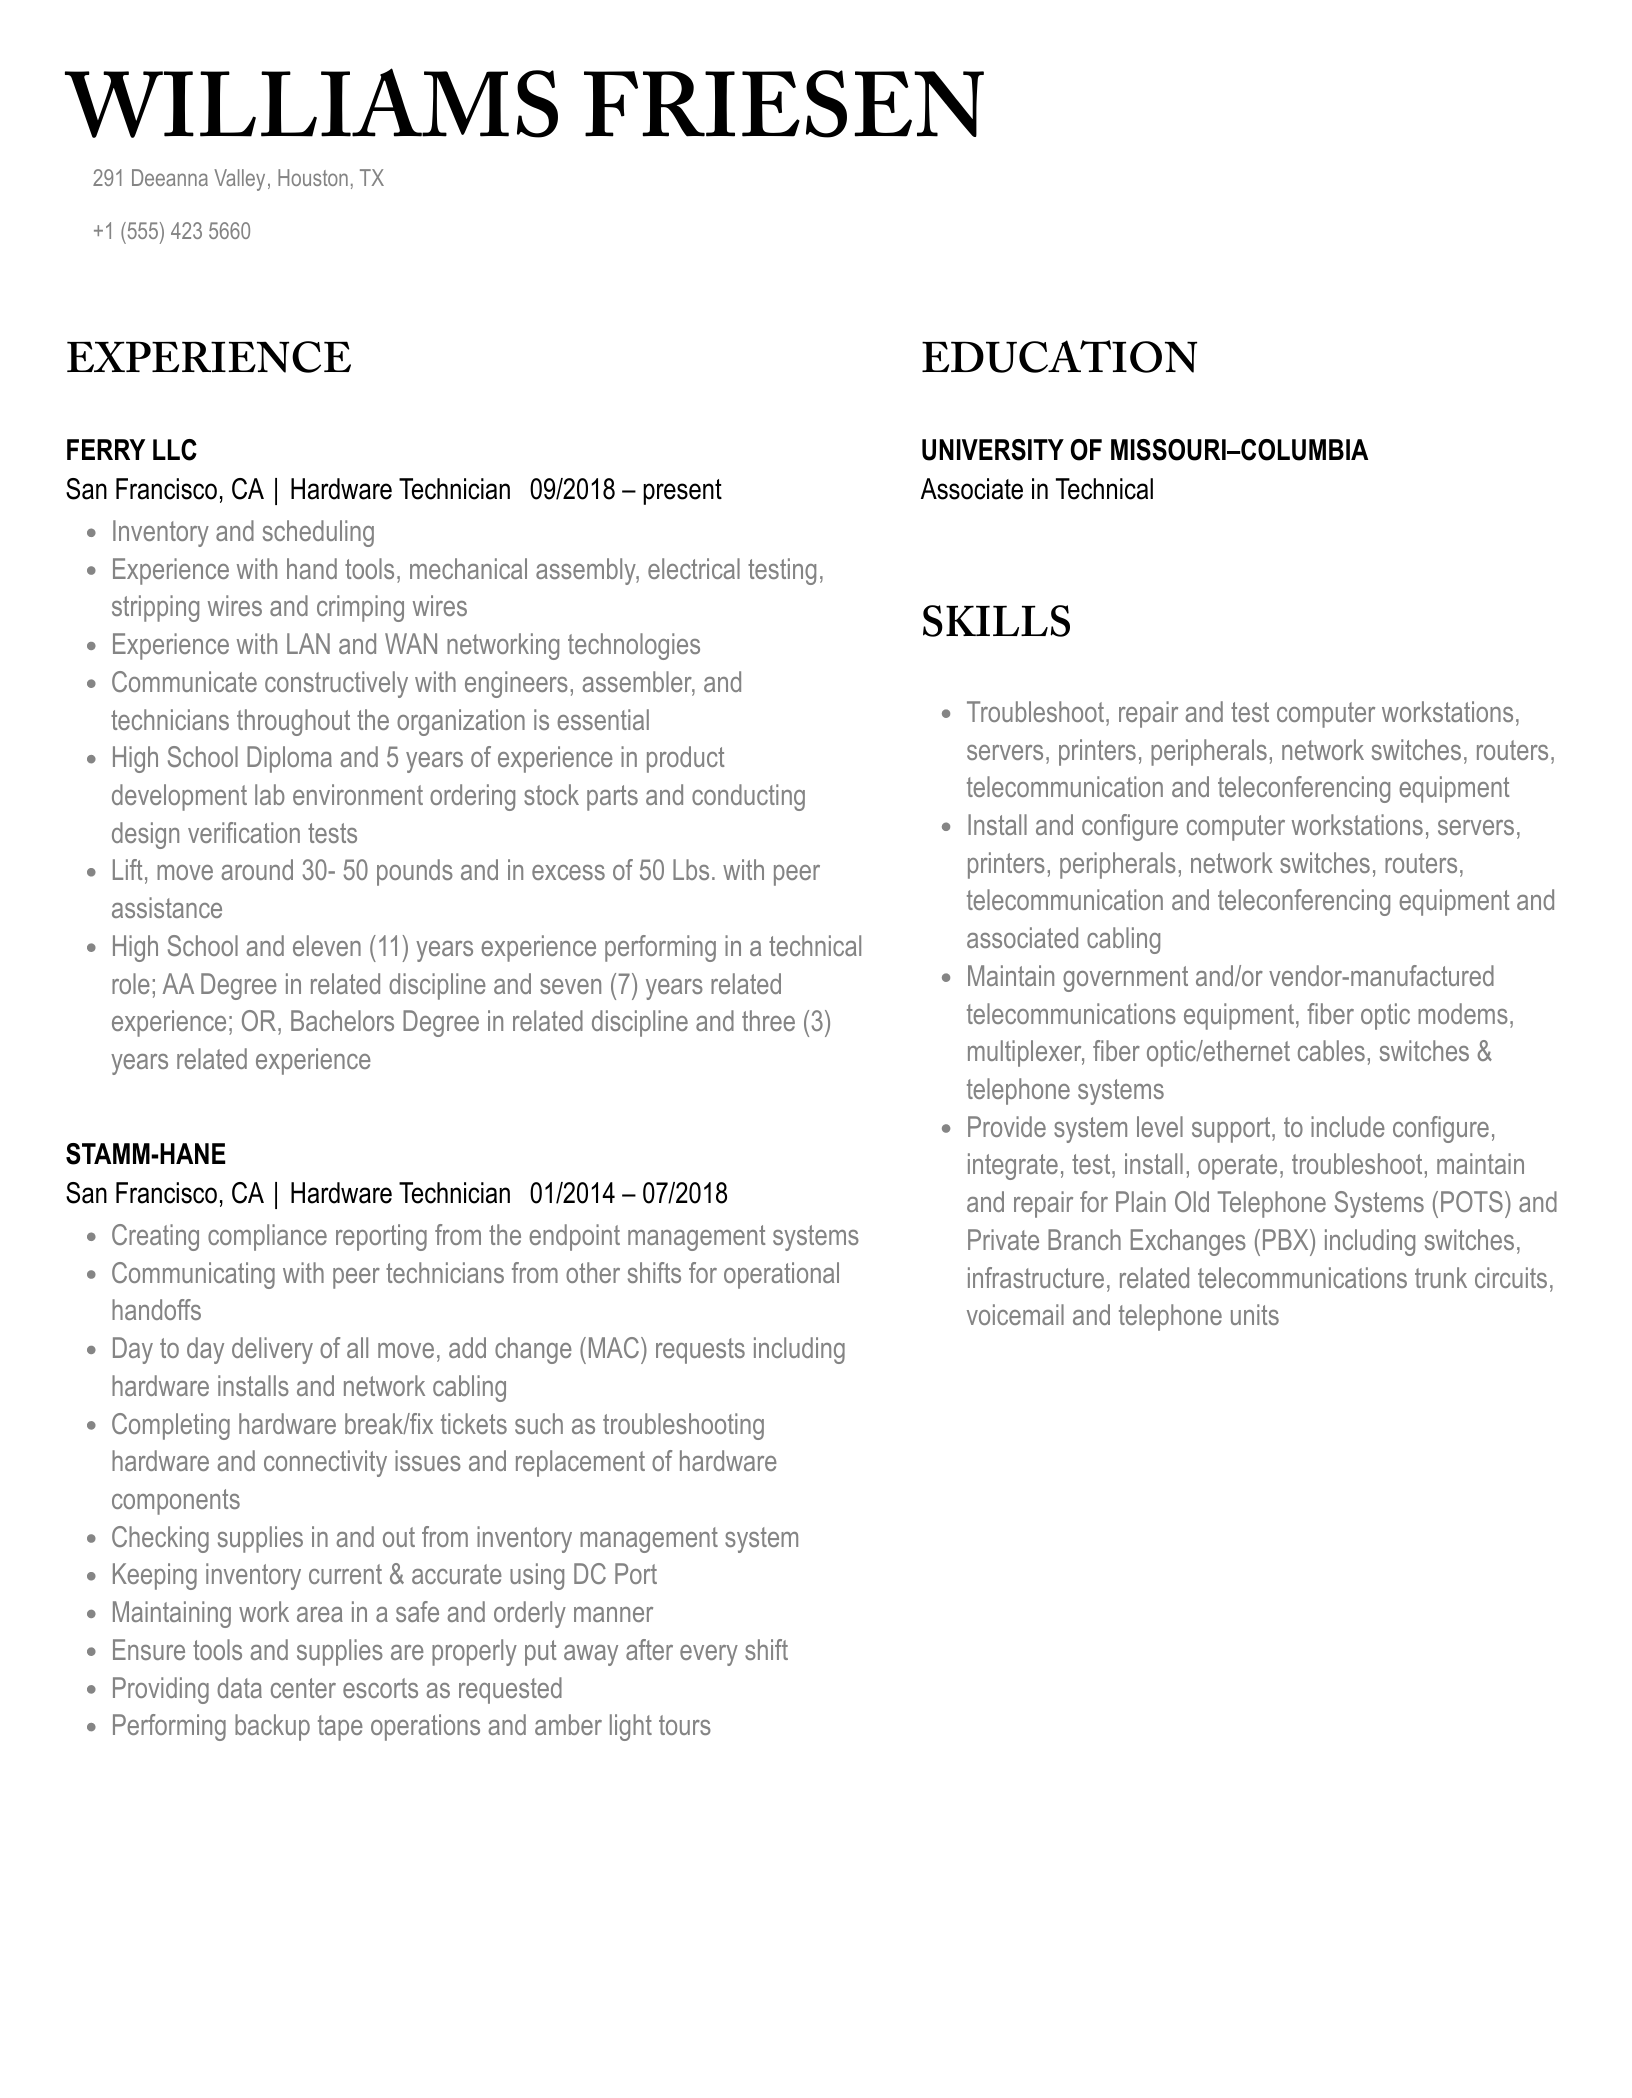 WILLIAMS FRIESEN
291 Deeanna Valley, Houston, TX
+1 (555) 423 5660
EXPERIENCE
FERRY LLC
San Francisco, CA | Hardware Technician 09/2018 – present
• Inventory and scheduling
• Experience with hand tools, mechanical assembly, electrical testing,
stripping wires and crimping wires
• Experience with LAN and WAN networking technologies
• Communicate constructively with engineers, assembler, and
technicians throughout the organization is essential
• High School Diploma and 5 years of experience in product
development lab environment ordering stock parts and conducting
design verification tests
• Lift, move around 30- 50 pounds and in excess of 50 Lbs. with peer
assistance
• High School and eleven (11) years experience performing in a technical
role; AA Degree in related discipline and seven (7) years related
experience; OR, Bachelors Degree in related discipline and three (3)
years related experience
STAMM-HANE
San Francisco, CA | Hardware Technician 01/2014 – 07/2018
• Creating compliance reporting from the endpoint management systems
• Communicating with peer technicians from other shifts for operational
handoffs
• Day to day delivery of all move, add change (MAC) requests including
hardware installs and network cabling
• Completing hardware break/fix tickets such as troubleshooting
hardware and connectivity issues and replacement of hardware
components
• Checking supplies in and out from inventory management system
• Keeping inventory current & accurate using DC Port
• Maintaining work area in a safe and orderly manner
• Ensure tools and supplies are properly put away after every shift
• Providing data center escorts as requested
• Performing backup tape operations and amber light tours
EDUCATION
UNIVERSITY OF MISSOURI–COLUMBIA
Associate in Technical
SKILLS
• Troubleshoot, repair and test computer workstations,
servers, printers, peripherals, network switches, routers,
telecommunication and teleconferencing equipment
• Install and configure computer workstations, servers,
printers, peripherals, network switches, routers,
telecommunication and teleconferencing equipment and
associated cabling
• Maintain government and/or vendor-manufactured
telecommunications equipment, fiber optic modems,
multiplexer, fiber optic/ethernet cables, switches &
telephone systems
• Provide system level support, to include configure,
integrate, test, install, operate, troubleshoot, maintain
and repair for Plain Old Telephone Systems (POTS) and
Private Branch Exchanges (PBX) including switches,
infrastructure, related telecommunications trunk circuits,
voicemail and telephone units